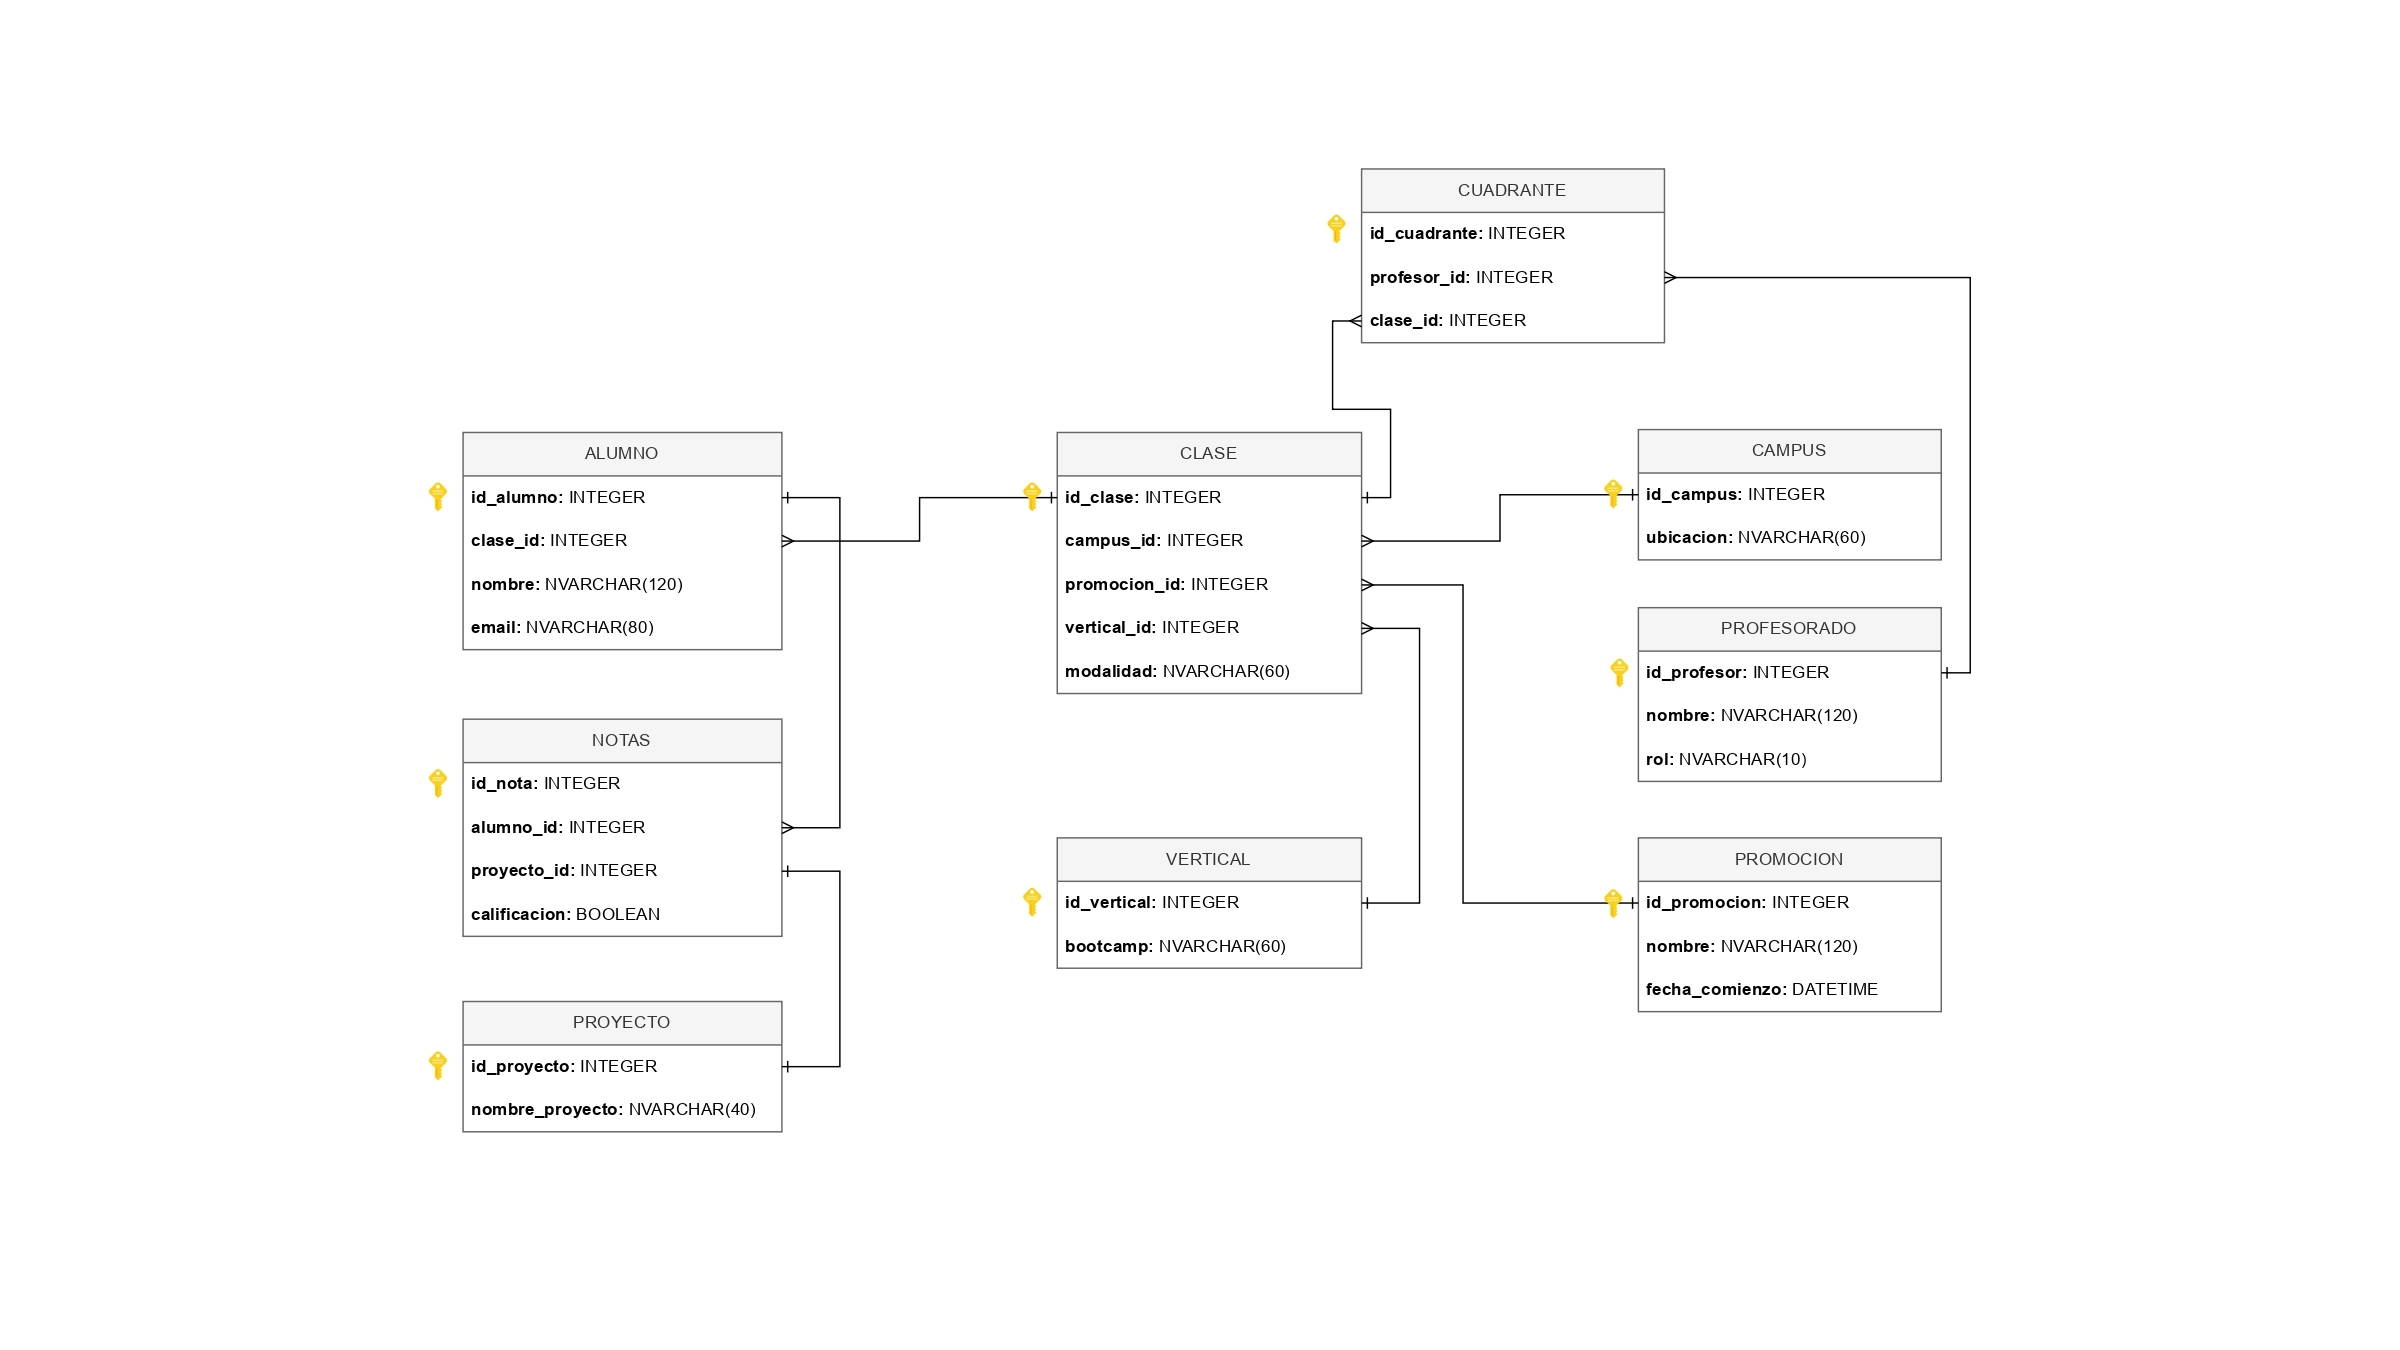 CUADRANTE
id_cuadrante: INTEGER
profesor_id: INTEGER
clase_id: INTEGER
ALUMNO
id_alumno: INTEGER
clase_id: INTEGER
nombre: NVARCHAR(120)
email: NVARCHAR(80)
CLASE
id_clase: INTEGER
campus_id: INTEGER
promocion_id: INTEGER
vertical_id: INTEGER
modalidad: NVARCHAR(60)
CAMPUS
id_campus: INTEGER
ubicacion: NVARCHAR(60)
PROFESORADO
id_profesor: INTEGER
nombre: NVARCHAR(120)
rol: NVARCHAR(10)
NOTAS
id_nota: INTEGER
alumno_id: INTEGER
proyecto_id: INTEGER
calificacion: BOOLEAN
VERTICAL
id_vertical: INTEGER
bootcamp: NVARCHAR(60)
PROMOCION
id_promocion: INTEGER
nombre: NVARCHAR(120)
fecha_comienzo: DATETIME
PROYECTO
id_proyecto: INTEGER
nombre_proyecto: NVARCHAR(40)